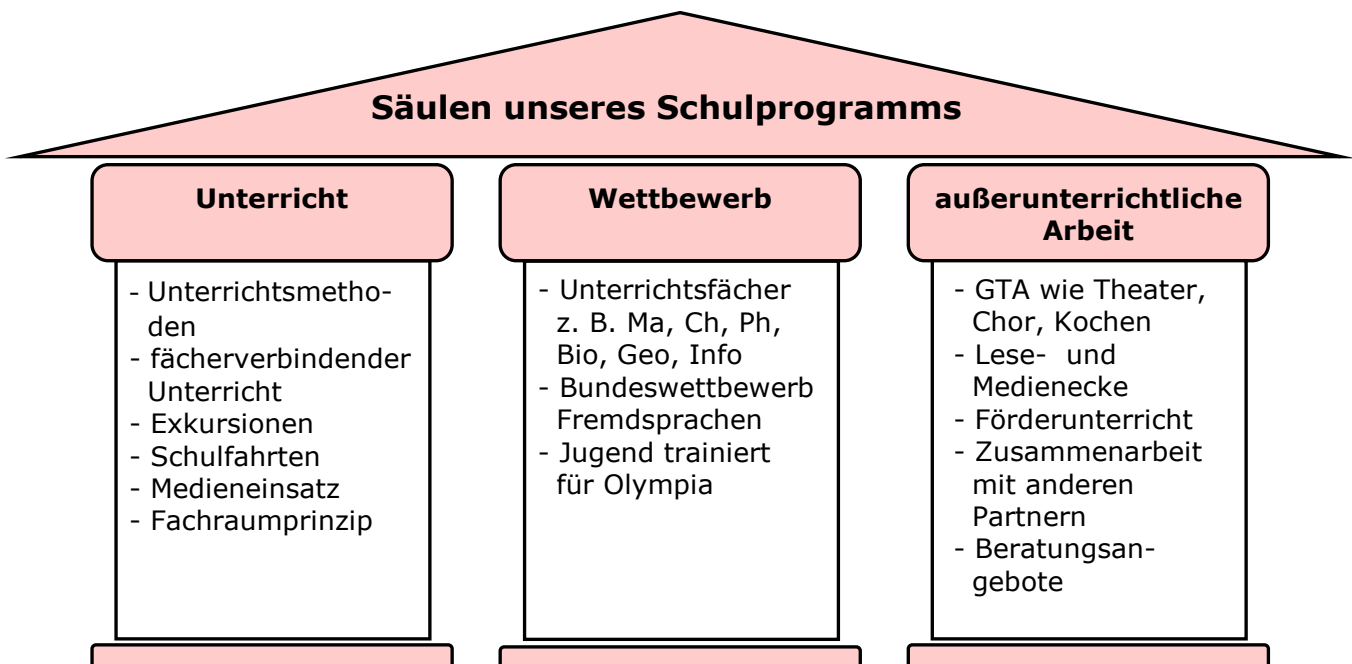 Säulen unseres Schulprogramms
Unterricht
- Unterrichtsmetho-
den
- fächerverbindender
Unterricht
- Exkursionen
- Schulfahrten
- Medieneinsatz
- Fachraumprinzip
Wettbewerb
- Unterrichtsfächer
z. B. Ma, Ch, Ph,
Bio, Geo, Info
- Bundeswettbewerb
Fremdsprachen
- Jugend trainiert
für Olympia
außerunterrichtliche
Arbeit
- GTA wie Theater,
Chor, Kochen
- Lese- und
Medienecke
- Förderunterricht
- Zusammenarbeit
mit anderen
Partnern
- Beratungsan-
gebote